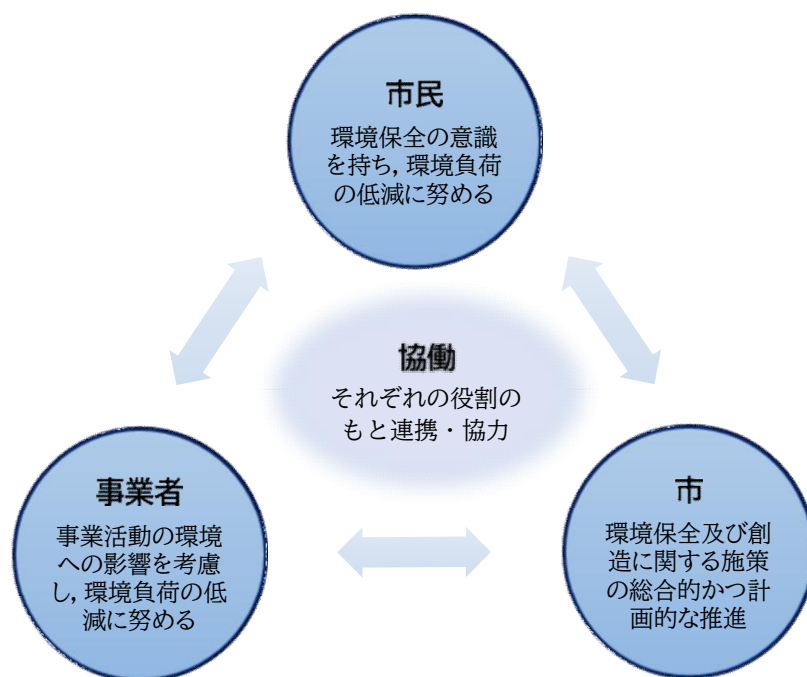 市民
環境保全の意識
を持ち,環境負荷
の低減に努める
協働
それぞれの役割の
もと連携・協力
事業者
事業活動の環境
への影響を考慮
し,環境負荷の低
減に努める
市
環境保全及び創
造に関する施策
の総合的かつ計
画的な推進